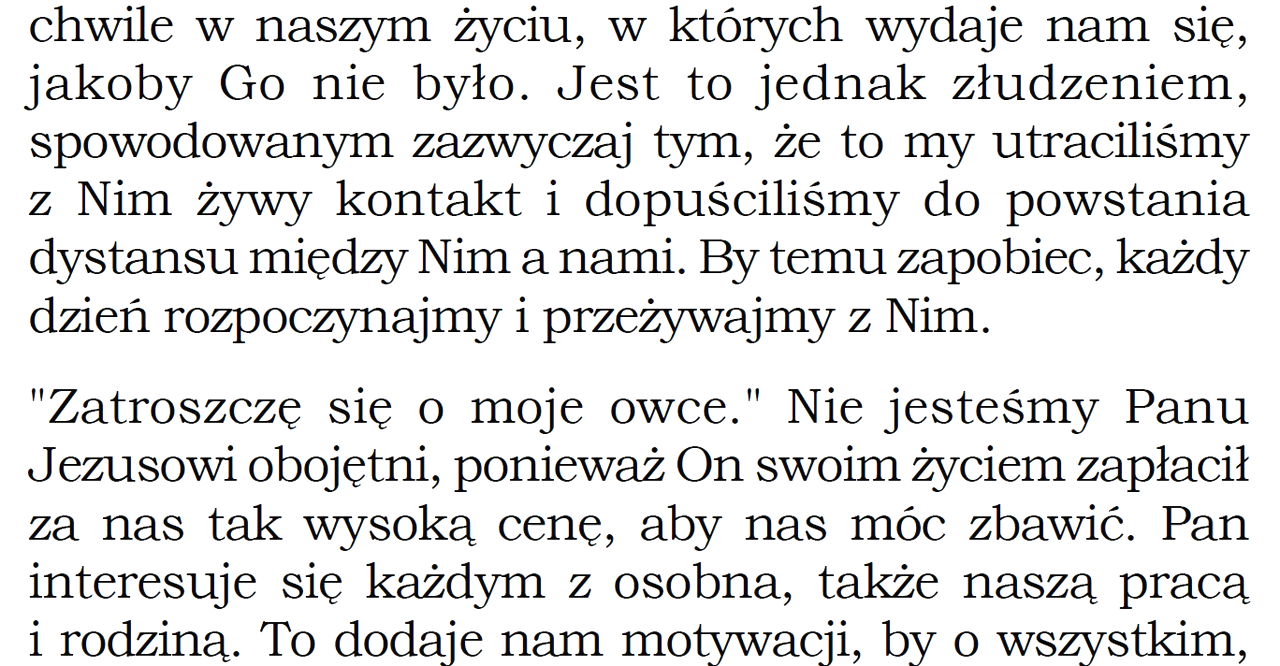 chwile w naszym życiu, w których wydaje nam się,
jakoby Go nie było. Jest to jednak złudzeniem,
spowodowanym zazwyczaj tym, że to my utraciliśmy
z Nim żywy kontakt i dopuściliśmy do powstania
dystansu między Nim a nami. By temu zapobiec, każdy
dzień rozpoczynajmy i przeżywajmy z Nim.
"Zatroszczę się o moje owce." Nie jesteśmy Panu
Jezusowi obojętni, ponieważ On swoim życiem zapłacił
za nas tak wysoką cenę, aby nas móc zbawić. Pan
interesuje się każdym z osobna, także naszą pracą
i rodziną. To dodaje nam motywacji, by o wszystkim,